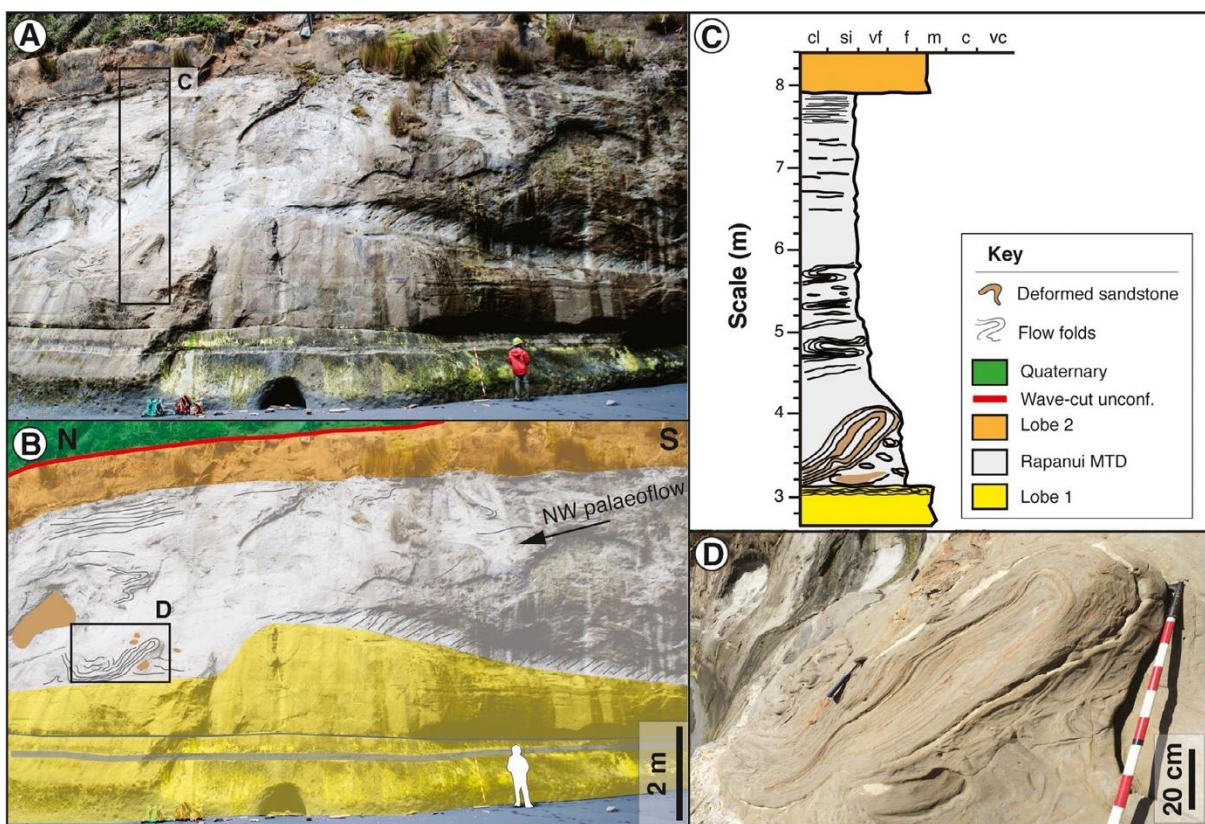 A
C
B
N
S
NW palaeoflow
D
2 m
C
cl si vf f m c vc
8
7
6
5
4
3
Scale (m)
Key
Deformed sandstone
Flow folds
Quaternary
Wave-cut unconf.
Lobe 2
Rapanui MTD
Lobe 1
D
20 cm